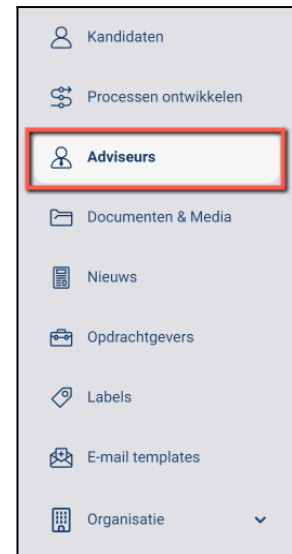 Kandidaten
Processen ontwikkelen
Adviseurs
Documenten & Media
Nieuws
Opdrachtgevers
Labels
E-mail templates
Organisatie